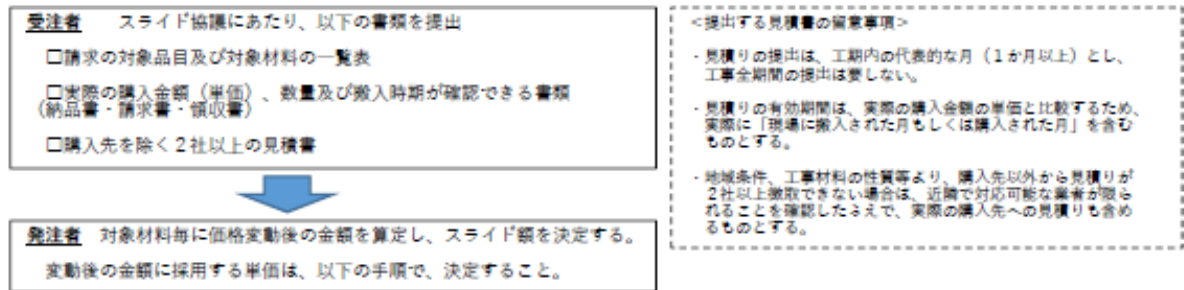 受注者 スライド協議にあたり、以下の書類を提出
□請求の対象品目及び対象材料の一覧表
□実際の購入金額(単価)、数量及び搬入時期が確認できる書類
(納品書・請求書・領収書)
□購入先を除く2社以上の見積書
発注者 対象材料毎に価格変動後の金額を算定し、スライド額を決定する。
変動後の金額に採用する単価は、以下の手順で、決定すること。
<提出する見積書の留意事項>
・見積りの提出は、工期内の代表的な月(1か月以上)とし、
工事全期間の提出は要しない。
・見積りの有効期間は、実際の購入金額の単価と比較するため、
実際に「現場に搬入された月もしくは購入された月」を含む
ものとする。
・地域条件、工事材料の性質等より、購入先以外から見積りが
2社以上徴取できない場合は、近隣で対応可能な業者が限ら
れることを確認したうえで、実際の購入先への見積りも含め
るものとする。